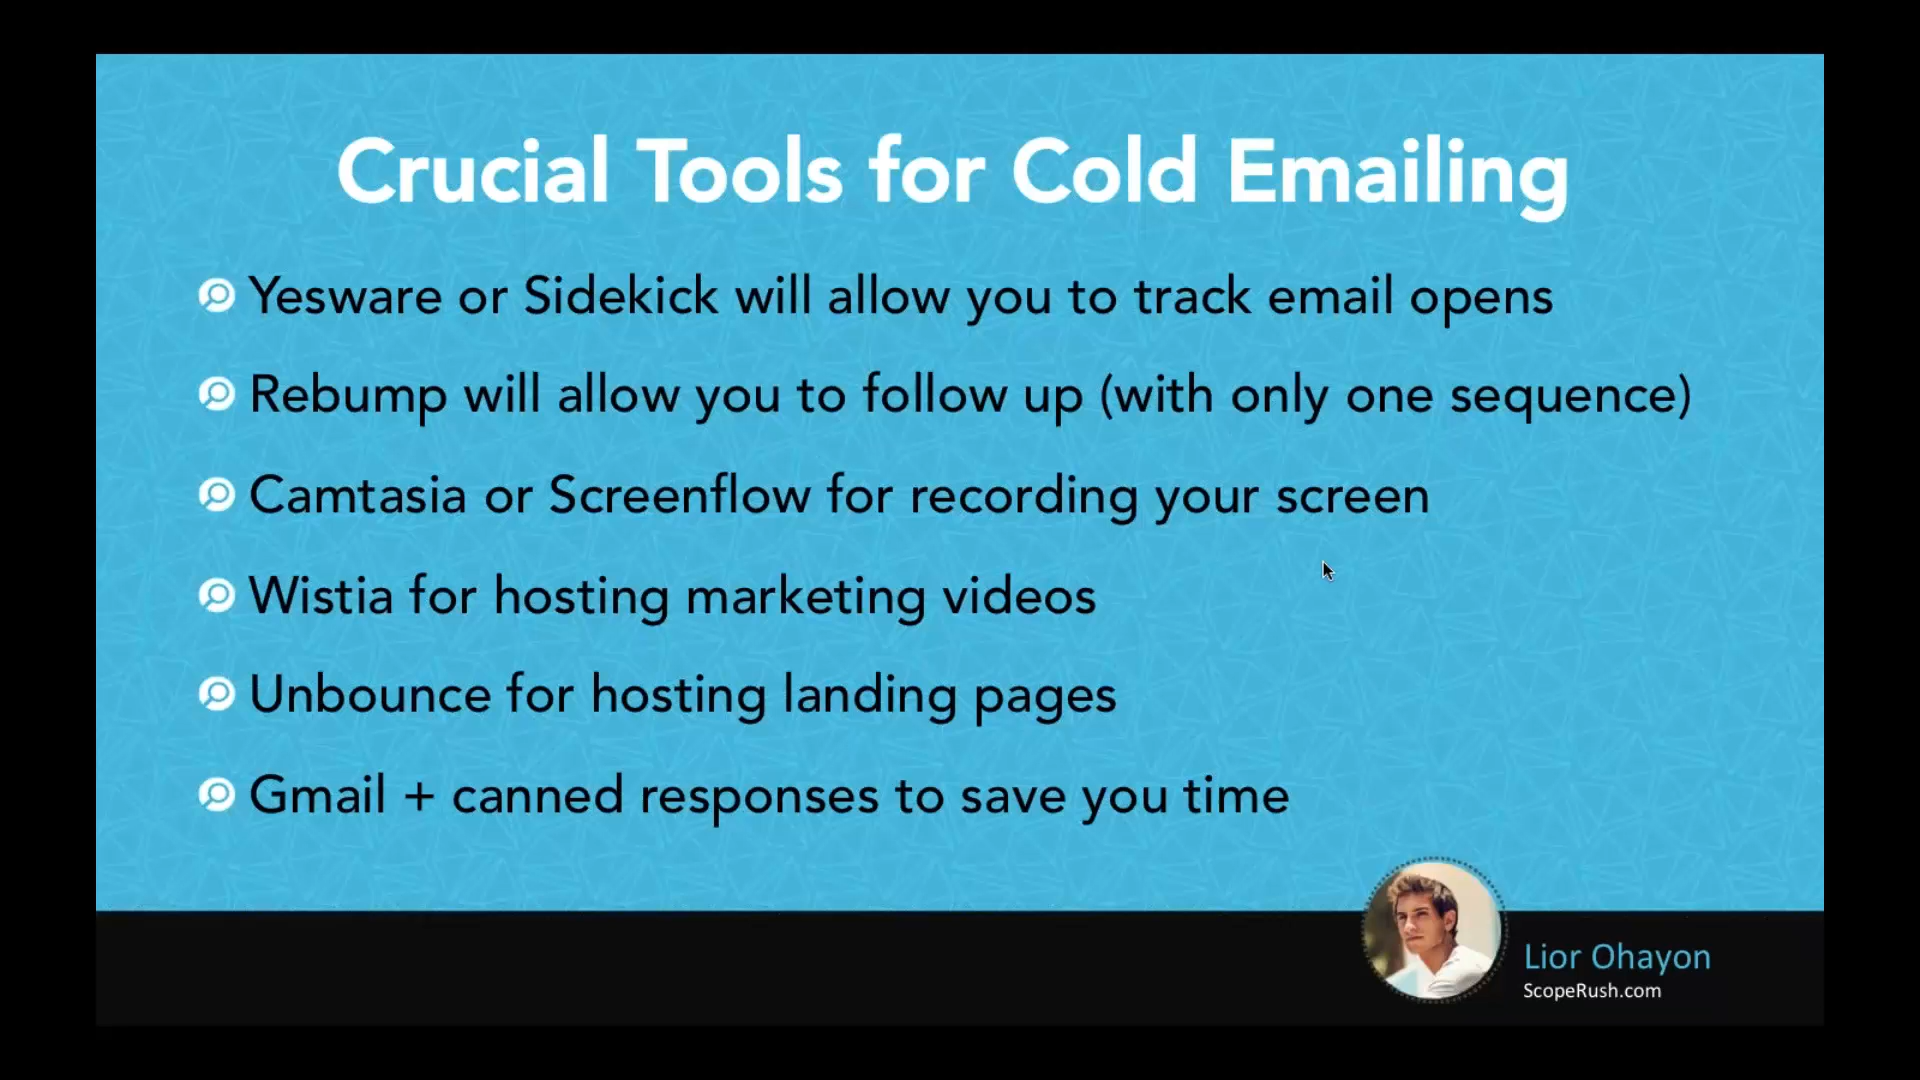 Crucial Tools for Cold Emailing
Yesware or Sidekick will allow you to track email opens
Rebump will allow you to follow up (with only one sequence)
Camtasia or Screenflow for recording your screen
Wistia for hosting marketing videos
Unbounce for hosting landing pages
Gmail + canned responses to save you time
Lior Ohayon
ScopeRush.com